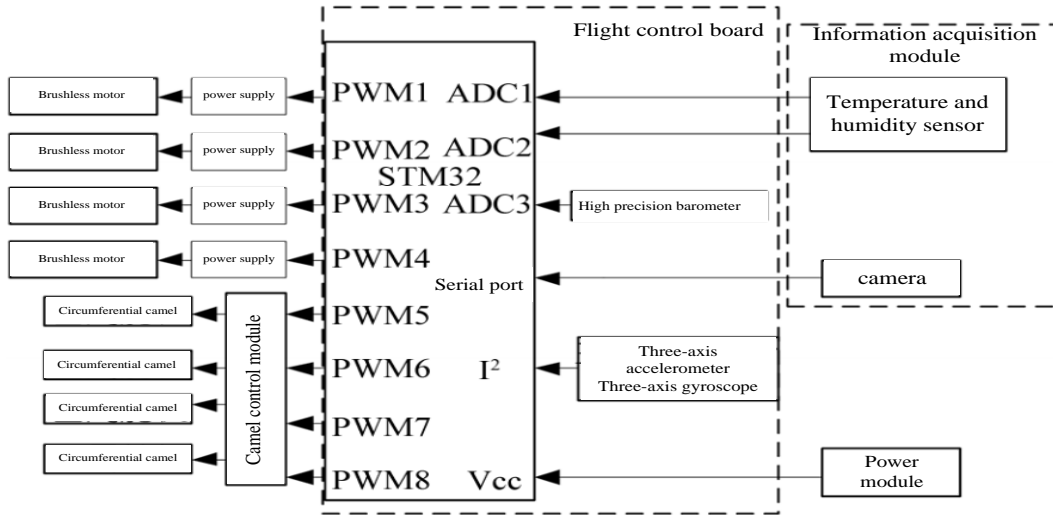 Flight control board
Information acquisition
module
Brushless motor
power supply
PWM1
ADC1
Temperature and
humidity sensor
Brushless motor
power supply
PWM2
ADC2
STM32
Brushless motor
power supply
PWM3
ADC3
High precision barometer
Brushless motor
power supply
PWM4
Serial port
camera
Circumferential camel
Circumferential camel
Circumferential camel
Circumferential camel
Camel control module
PWM5
PWM6
I²
Three-axis
accelerometer
Three-axis gyroscope
PWM7
PWM8
Vcc
Power
module